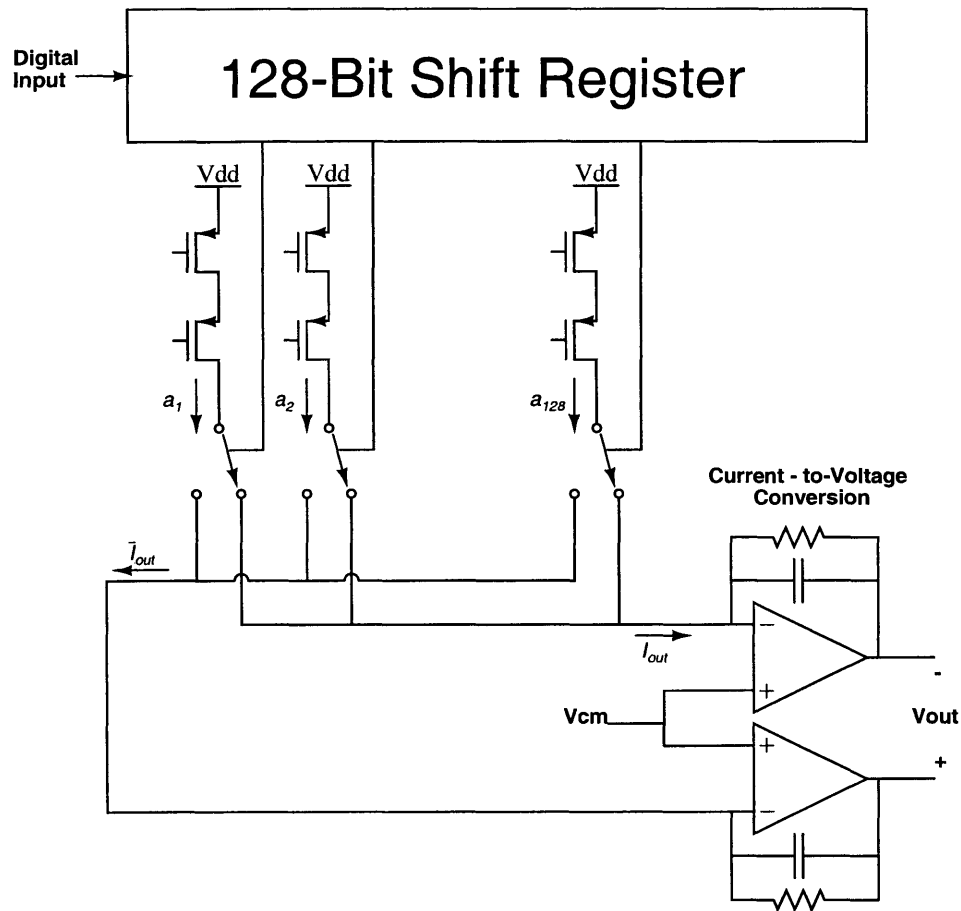 Digital
Input
128-Bit Shift Register
Vdd
Vdd
Vdd
a1
a2
a128
Current - to-Voltage
Conversion
Iout
Iout
−
+
-
Vcm
Vout
+
+
−